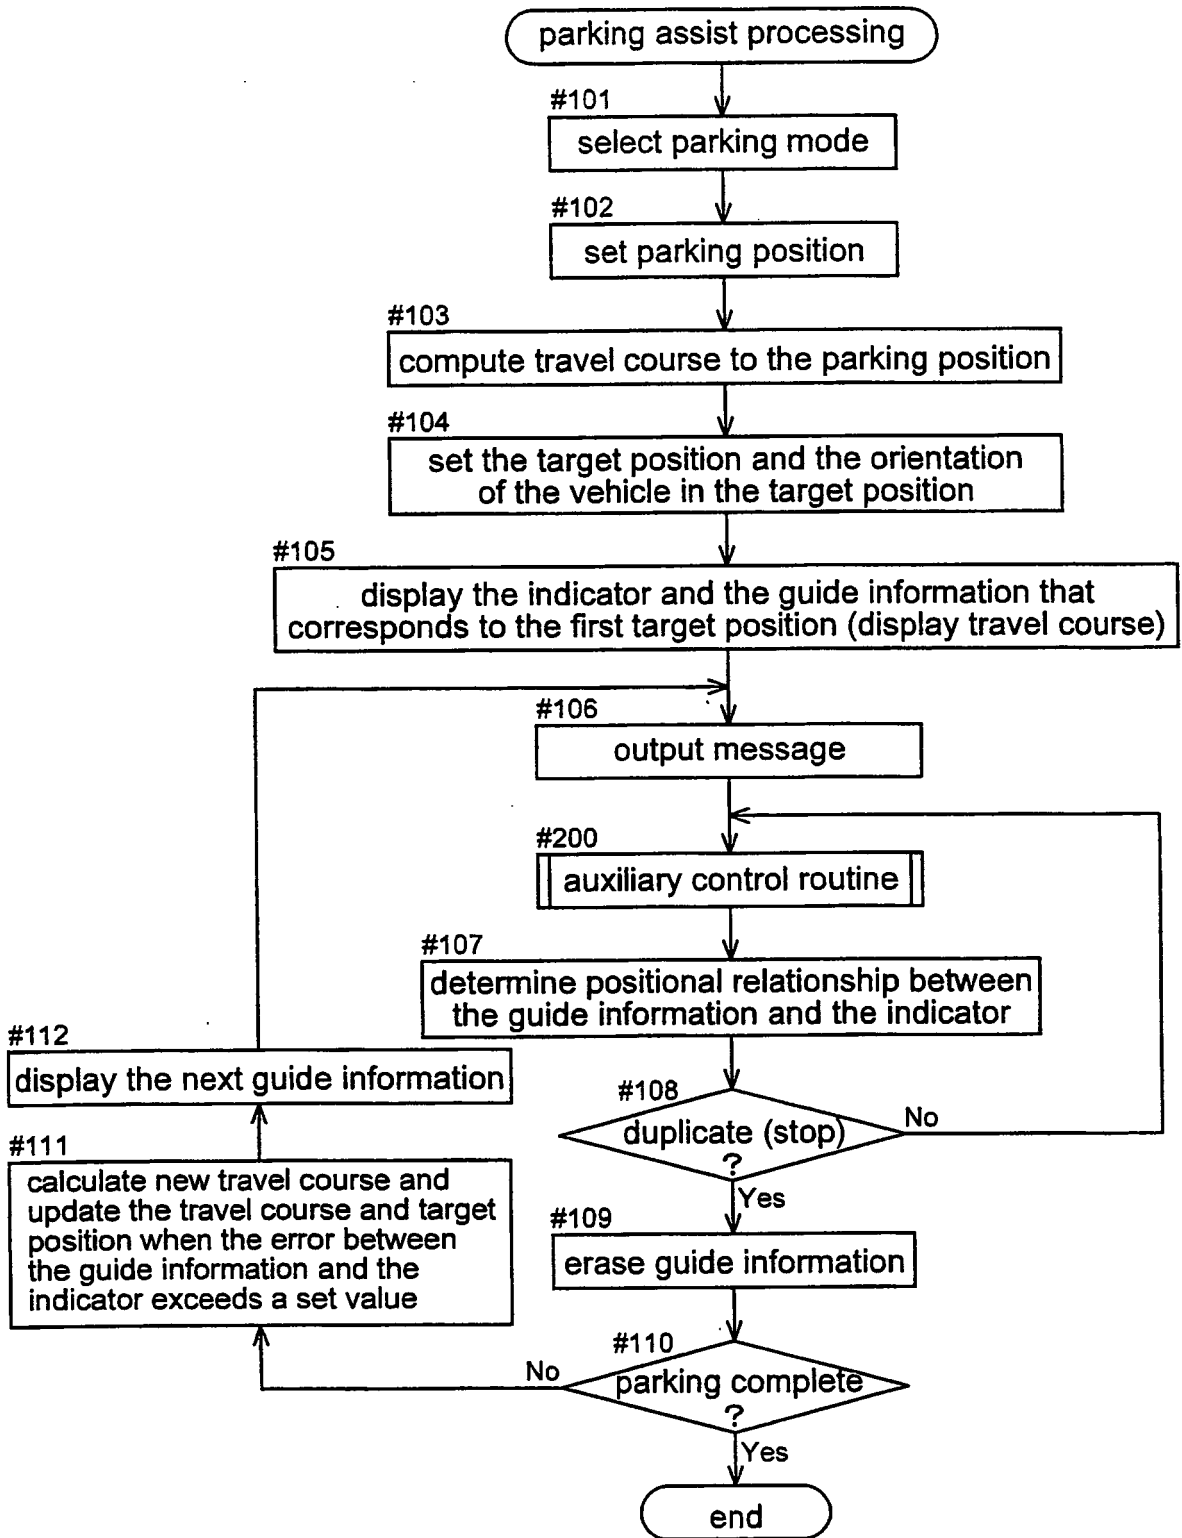 parking assist processing
#101
select parking mode
#102
set parking position
#103
compute travel course to the parking position
#104
set the target position and the orientation
of the vehicle in the target position
#105
display the indicator and the guide information that
corresponds to the first target position (display travel course)
#106
output message
#200
auxiliary control routine
#107
determine positional relationship between
the guide information and the indicator
#108
duplicate (stop)
?
No
Yes
#109
erase guide information
#110
parking complete
?
No
Yes
end
#111
calculate new travel course and
update the travel course and target
position when the error between
the guide information and the
indicator exceeds a set value
#112
display the next guide information